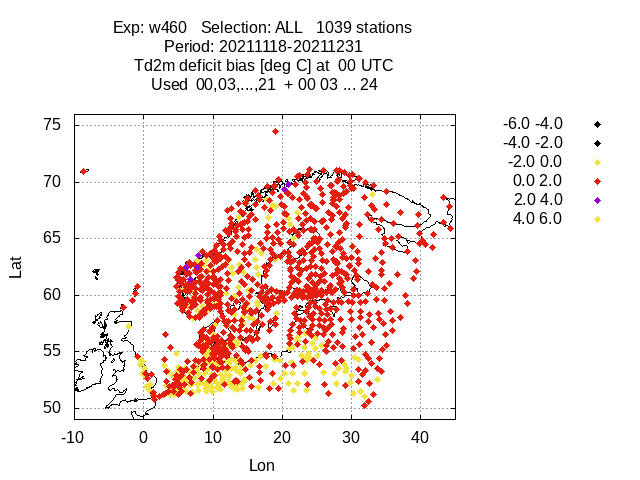 Exp: w460   Selection: ALL   1039 stations
Period: 20211118-20211231
Td2m deficit bias [deg C] at  00 UTC
Used  00,03,...,21  + 00 03 ... 24
-6.0 -4.0
-4.0 -2.0
-2.0 0.0
0.0 2.0
2.0 4.0
4.0 6.0
75
70
65
60
55
50
Lat
-10 0 10 20 30 40
Lon